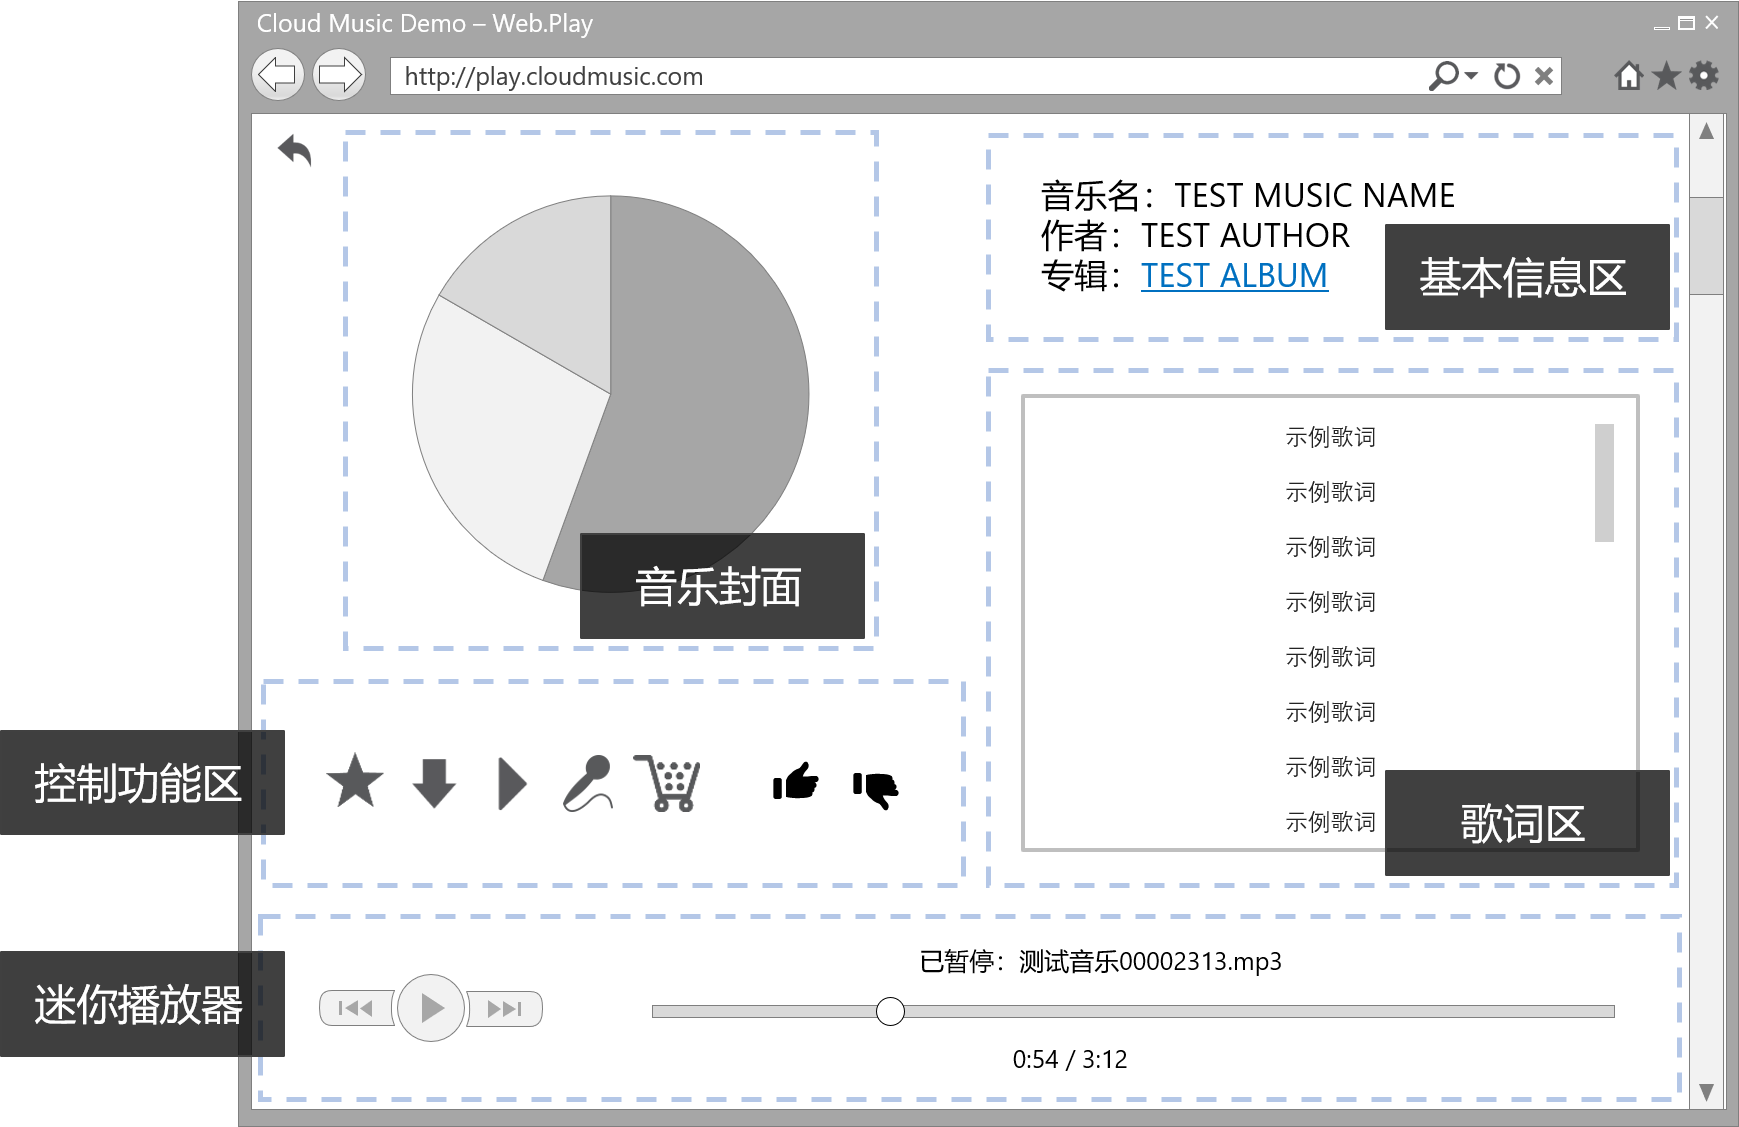 Cloud Music Demo – Web.Play
http://play.cloudmusic.com
音乐名：TEST MUSIC NAME
作者：TEST AUTHOR
专辑：TEST ALBUM
基本信息区
音乐封面
示例歌词
示例歌词
示例歌词
示例歌词
示例歌词
示例歌词
示例歌词
示例歌词
歌词区
控制功能区
迷你播放器
已暂停：测试音乐00002313.mp3
0:54 / 3:12